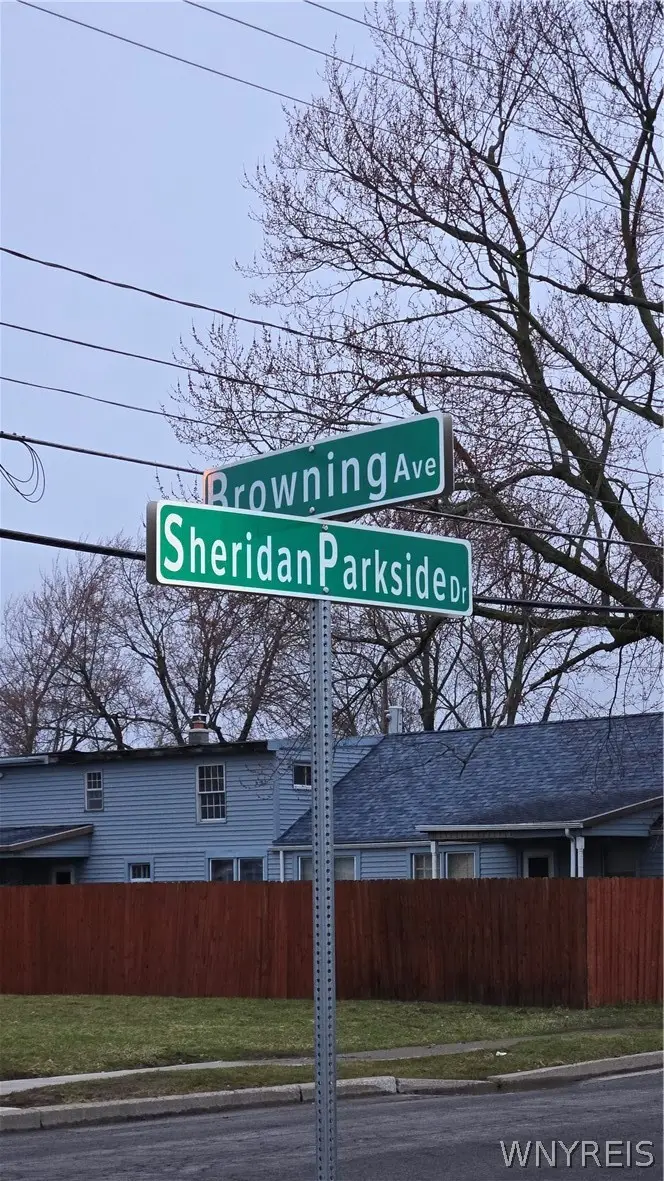 Browning Ave
Sheridan Parkside Dr
WNYREIS